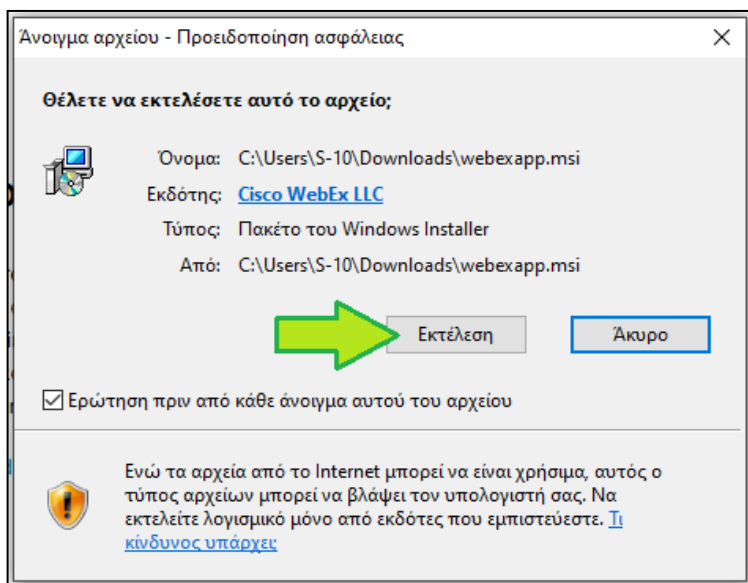 Άνοιγμα αρχείου - Προειδοποίηση ασφάλειας
Θέλετε να εκτελέσετε αυτό το αρχείο;
Όνομα: C:\Users\S-10\Downloads\webexapp.msi
Εκδότης: Cisco WebEx LLC
Τύπος: Πακέτο του Windows Installer
Από: C:\Users\S-10\Downloads\webexapp.msi
Εκτέλεση Άκυρο
Ερώτηση πριν από κάθε άνοιγμα αυτού του αρχείου
Ενώ τα αρχεία από το Internet μπορεί να είναι χρήσιμα, αυτός ο
τύπος αρχείων μπορεί να βλάψει τον υπολογιστή σας. Να
εκτελείτε λογισμικό μόνο από εκδότες που εμπιστεύεστε. Τι
κίνδυνος υπάρχει;